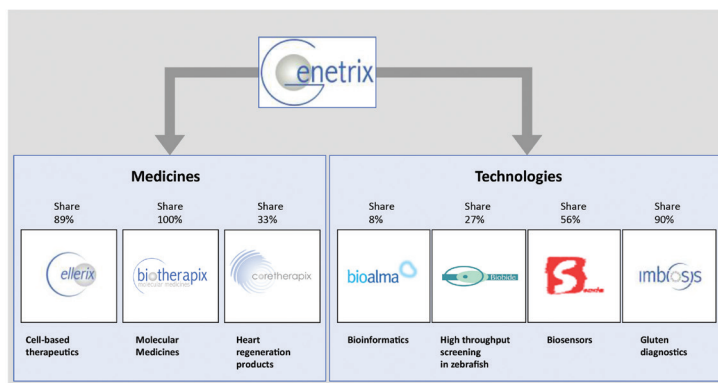 Genetrix
Medicines
Technologies
Share
89%
Share
100%
Share
33%
Share
8%
Share
27%
Share
56%
Share
90%
Cellerix
biotherapix
molecular medicines
coretherapix
bioalma
imbiosis
Cell-based
therapeutics
Molecular
Medicines
Heart
regeneration
products
Bioinformatics
High throughput
screening
in zebrafish
Biosensors
Gluten
diagnostics